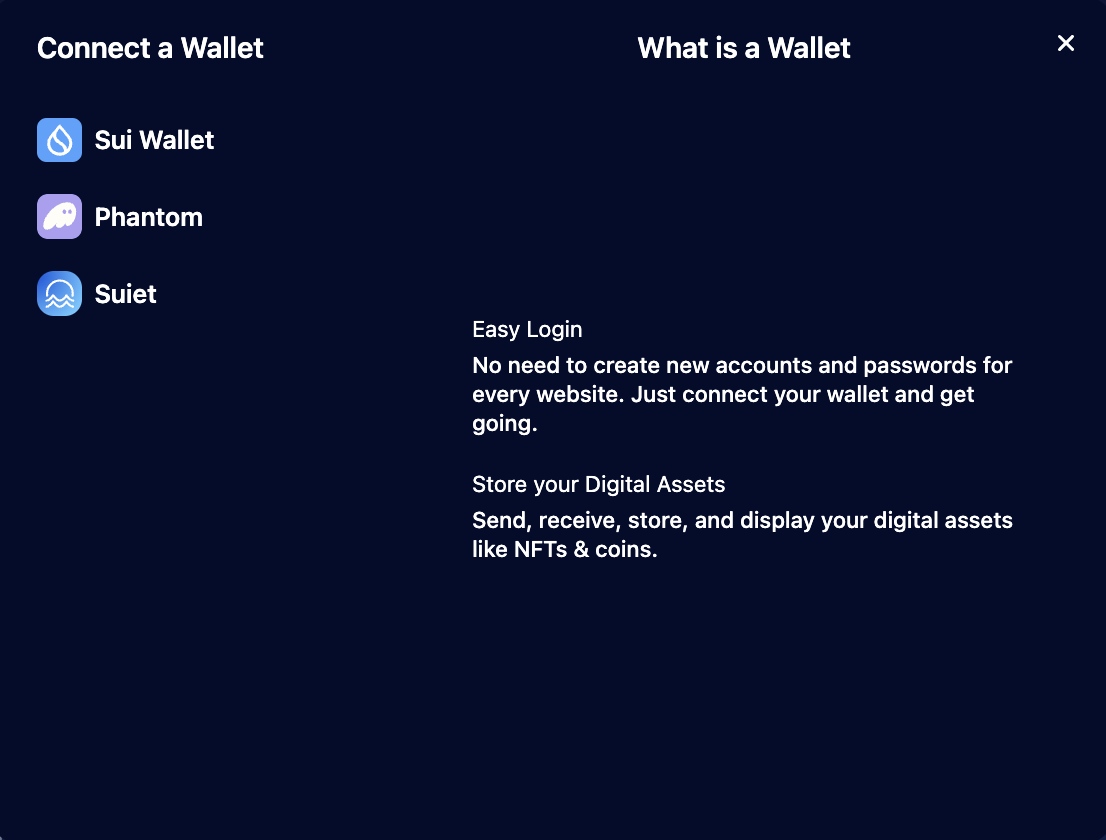 Connect a Wallet
What is a Wallet
Sui Wallet
Phantom
Suiet
Easy Login
No need to create new accounts and passwords for
every website. Just connect your wallet and get
going.
Store your Digital Assets
Send, receive, store, and display your digital assets
like NFTs & coins.